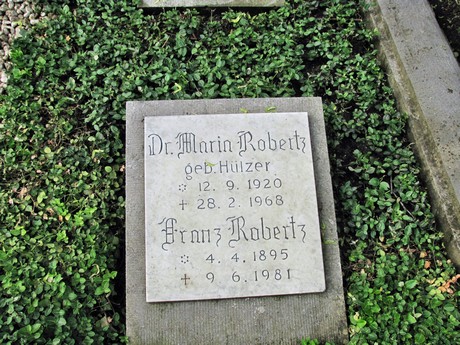 Dr. Maria Robertz
geb. Hülzer
* 12. 9. 1920
+ 28. 2. 1968
Franz Robertz
* 4. 4. 1895
+ 9. 6. 1981